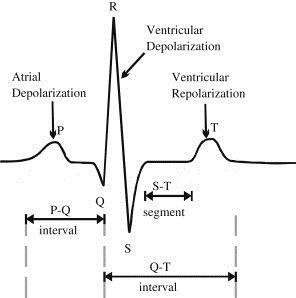 R
Ventricular
Depolarization
Atrial
Depolarization
Ventricular
Repolarization
P
T
Q
S-T
segment
P-Q
interval
S
Q-T
interval